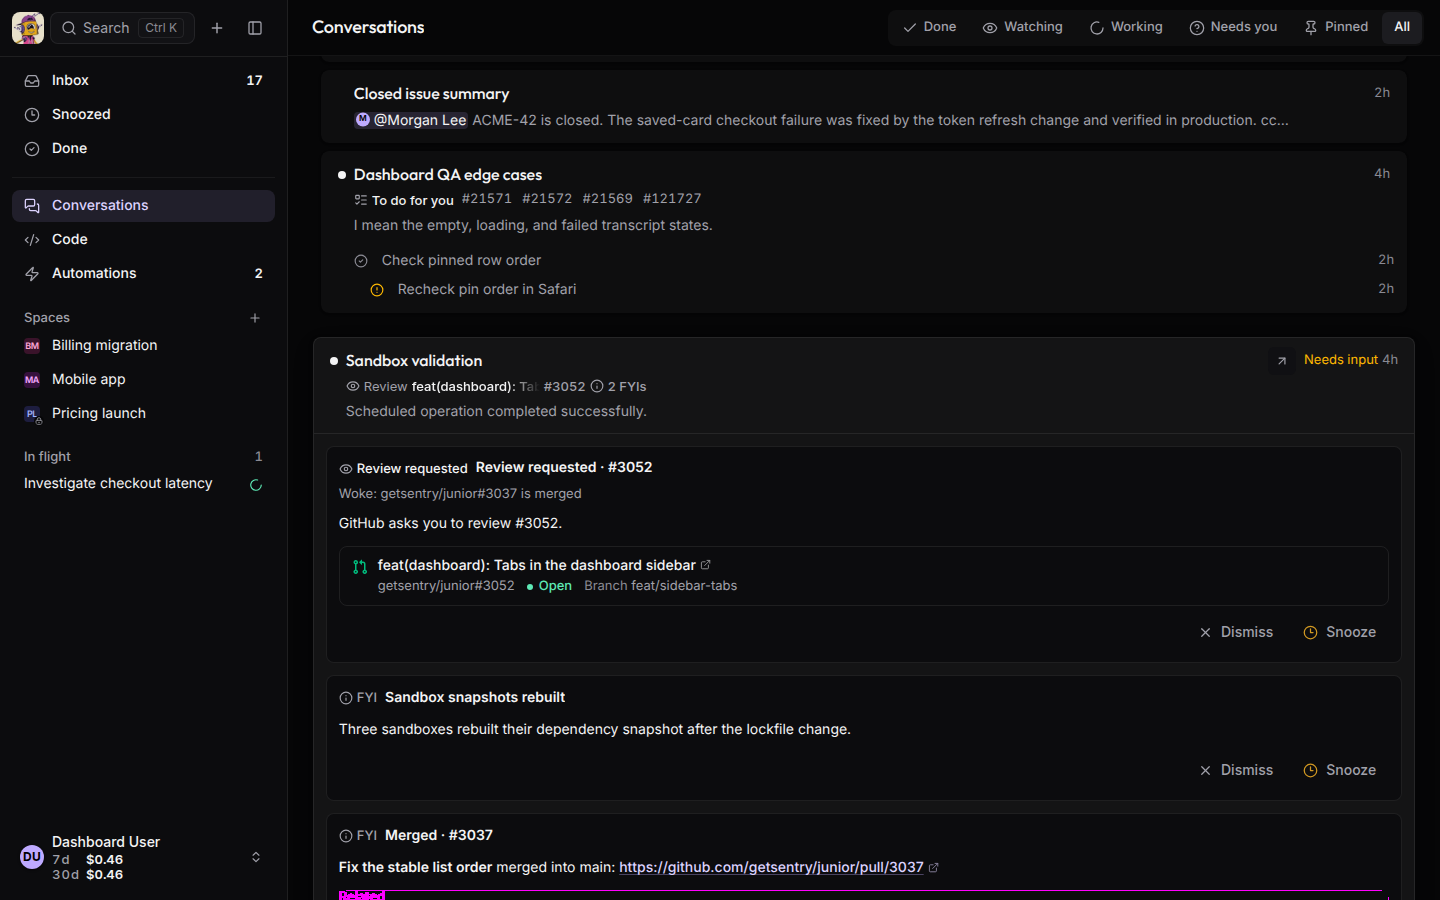 Search Ctrl K
Inbox 17
Snoozed
Done
Conversations
Code
Automations 2
Spaces
BM Billing migration
MA Mobile app
PL Pricing launch
In flight 1
Investigate checkout latency
DU Dashboard User
7d $0.46
30d $0.46
Conversations
Done Watching Working Needs you Pinned All
Closed issue summary 2h
M @Morgan Lee ACME-42 is closed. The saved-card checkout failure was fixed by the token refresh change and verified in production. cc...
Dashboard QA edge cases 4h
To do for you #21571 #21572 #21569 #121727
I mean the empty, loading, and failed transcript states.
Check pinned row order 2h
Recheck pin order in Safari 2h
Sandbox validation Needs input 4h
Review feat(dashboard): Tab #3052 2 FYIs
Scheduled operation completed successfully.
Review requested Review requested · #3052
Woke: getsentry/junior#3037 is merged
GitHub asks you to review #3052.
feat(dashboard): Tabs in the dashboard sidebar
getsentry/junior#3052 Open Branch feat/sidebar-tabs
Dismiss Snooze
FYI Sandbox snapshots rebuilt
Three sandboxes rebuilt their dependency snapshot after the lockfile change.
Dismiss Snooze
FYI Merged · #3037
Fix the stable list order merged into main: https://github.com/getsentry/junior/pull/3037